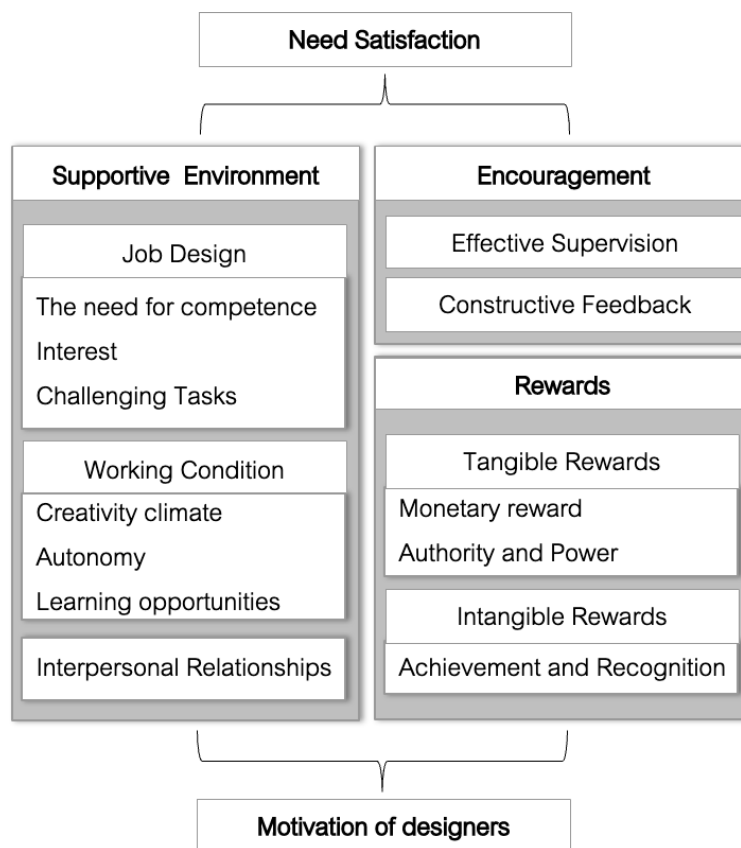 Need Satisfaction
Supportive Environment
Job Design
The need for competence
Interest
Challenging Tasks
Working Condition
Creativity climate
Autonomy
Learning opportunities
Interpersonal Relationships
Encouragement
Effective Supervision
Constructive Feedback
Rewards
Tangible Rewards
Monetary reward
Authority and Power
Intangible Rewards
Achievement and Recognition
Motivation of designers